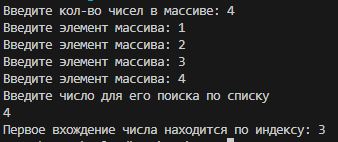 Введите кол-во чисел в массиве: 4
Введите элемент массива: 1
Введите элемент массива: 2
Введите элемент массива: 3
Введите элемент массива: 4
Введите число для его поиска по списку
4
Первое вхождение числа находится по индексу: 3